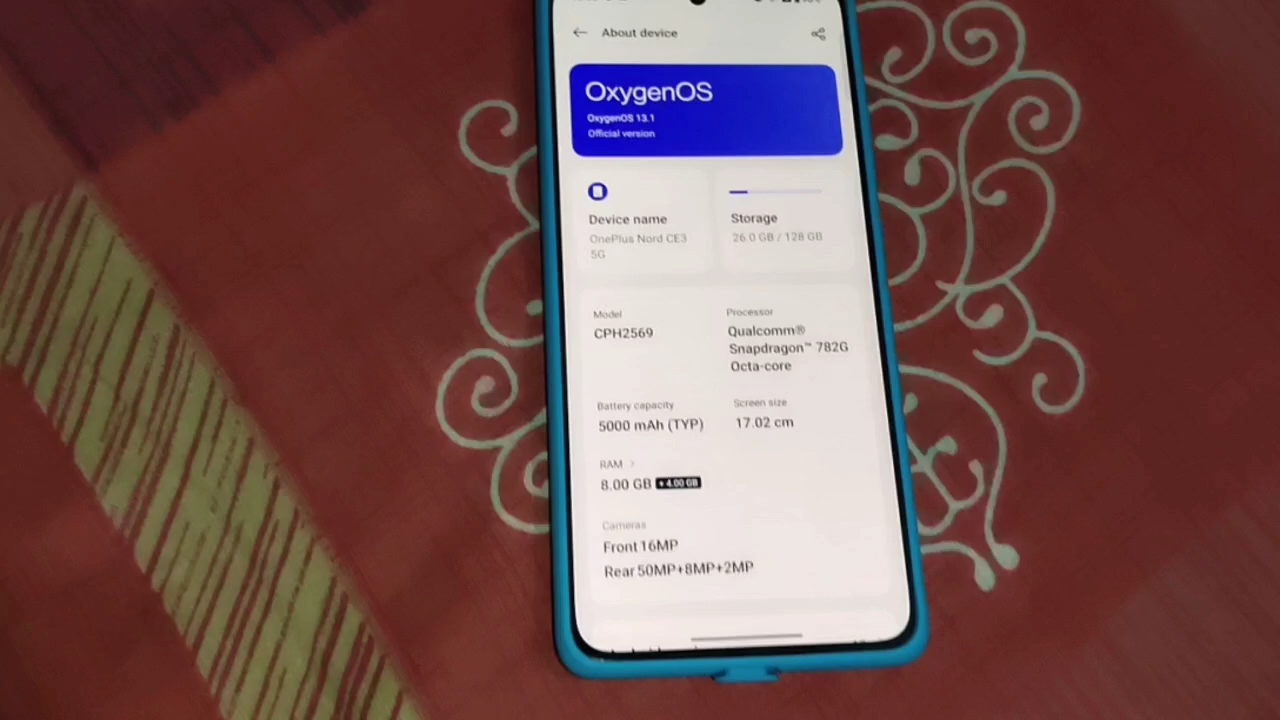 About device
OxygenOS
OxygenOS 13.1
Official version
Device name
OnePlus Nord CE3
5G
Storage
26.0 GB / 128 GB
Model
CPH2569
Processor
Qualcomm®
Snapdragon™ 782G
Octa-core
Battery capacity
5000 mAh (TYP)
Screen size
17.02 cm
RAM
8.00 GB + 4.00 GB
Cameras
Front 16MP
Rear 50MP+8MP+2MP